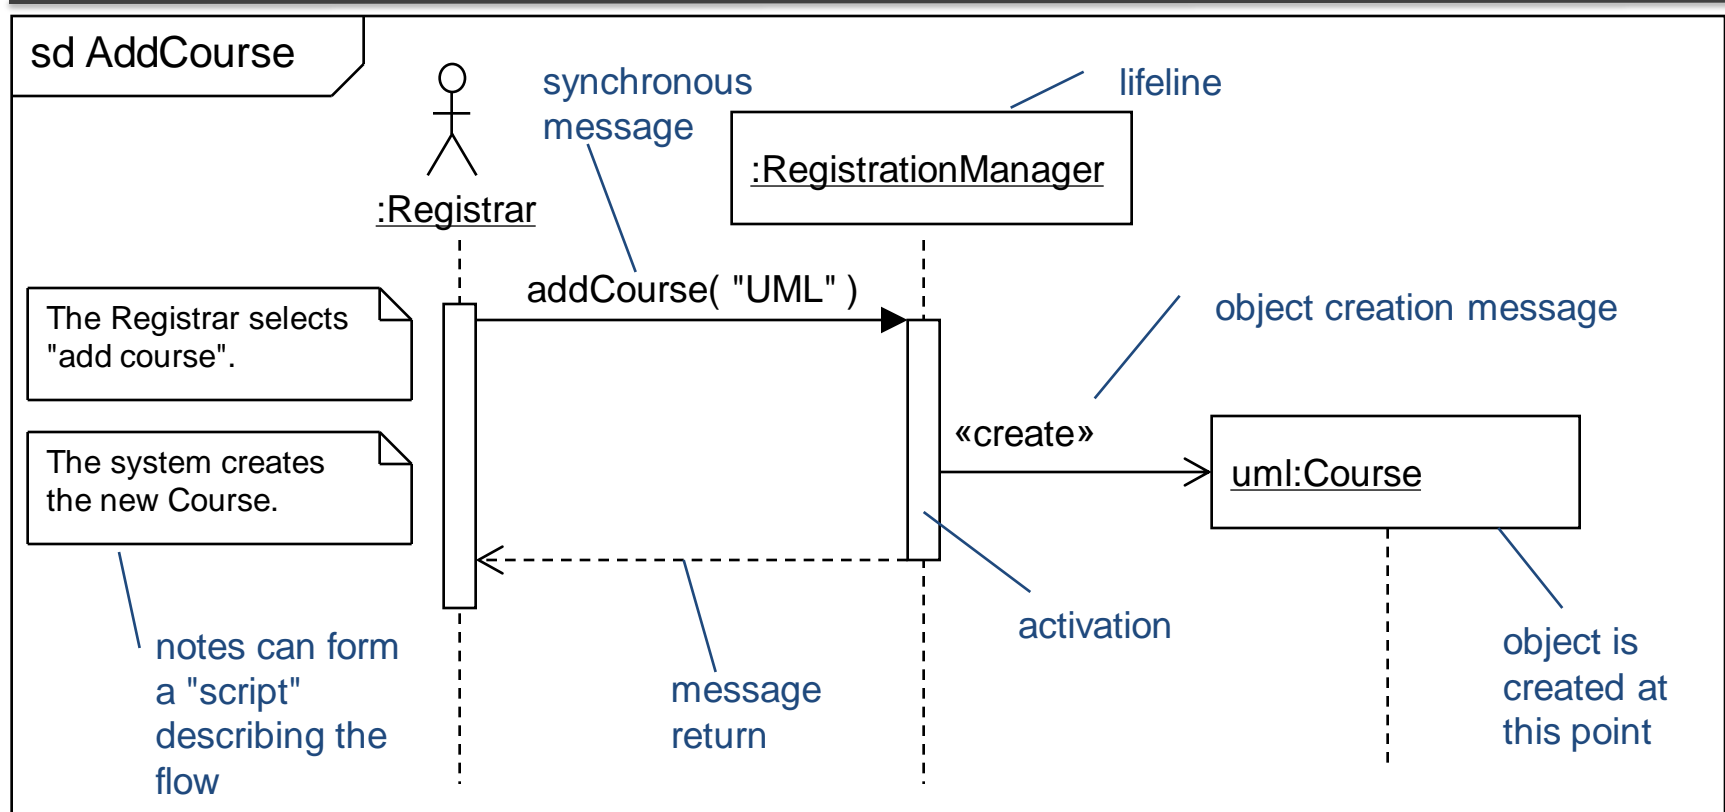 sd AddCourse
synchronous
message
lifeline
:RegistrationManager
:Registrar
addCourse( "UML" )
The Registrar selects
"add course".
object creation message
«create»
The system creates
the new Course.
uml:Course
activation
notes can form
a "script"
describing the
flow
message
return
object is
created at
this point